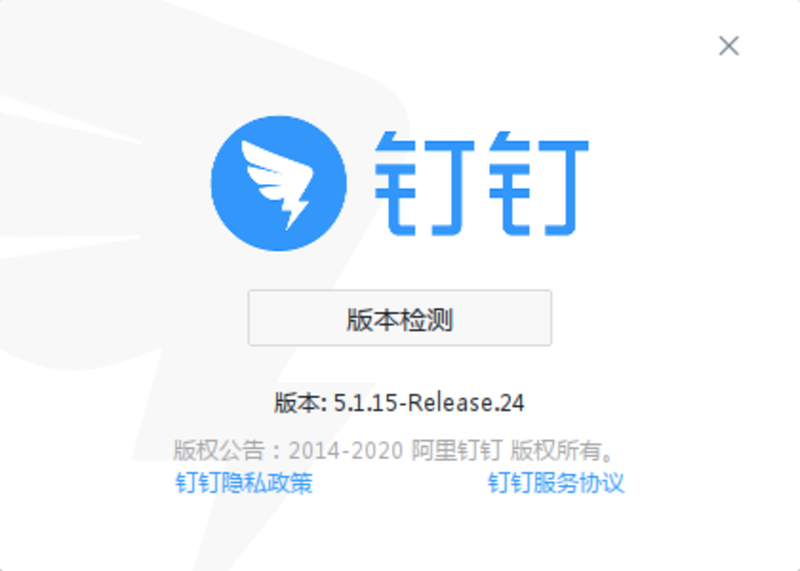 钉钉
版本检测
版本: 5.1.15-Release.24
版权公告：2014-2020 阿里钉钉 版权所有。
钉钉隐私政策 钉钉服务协议